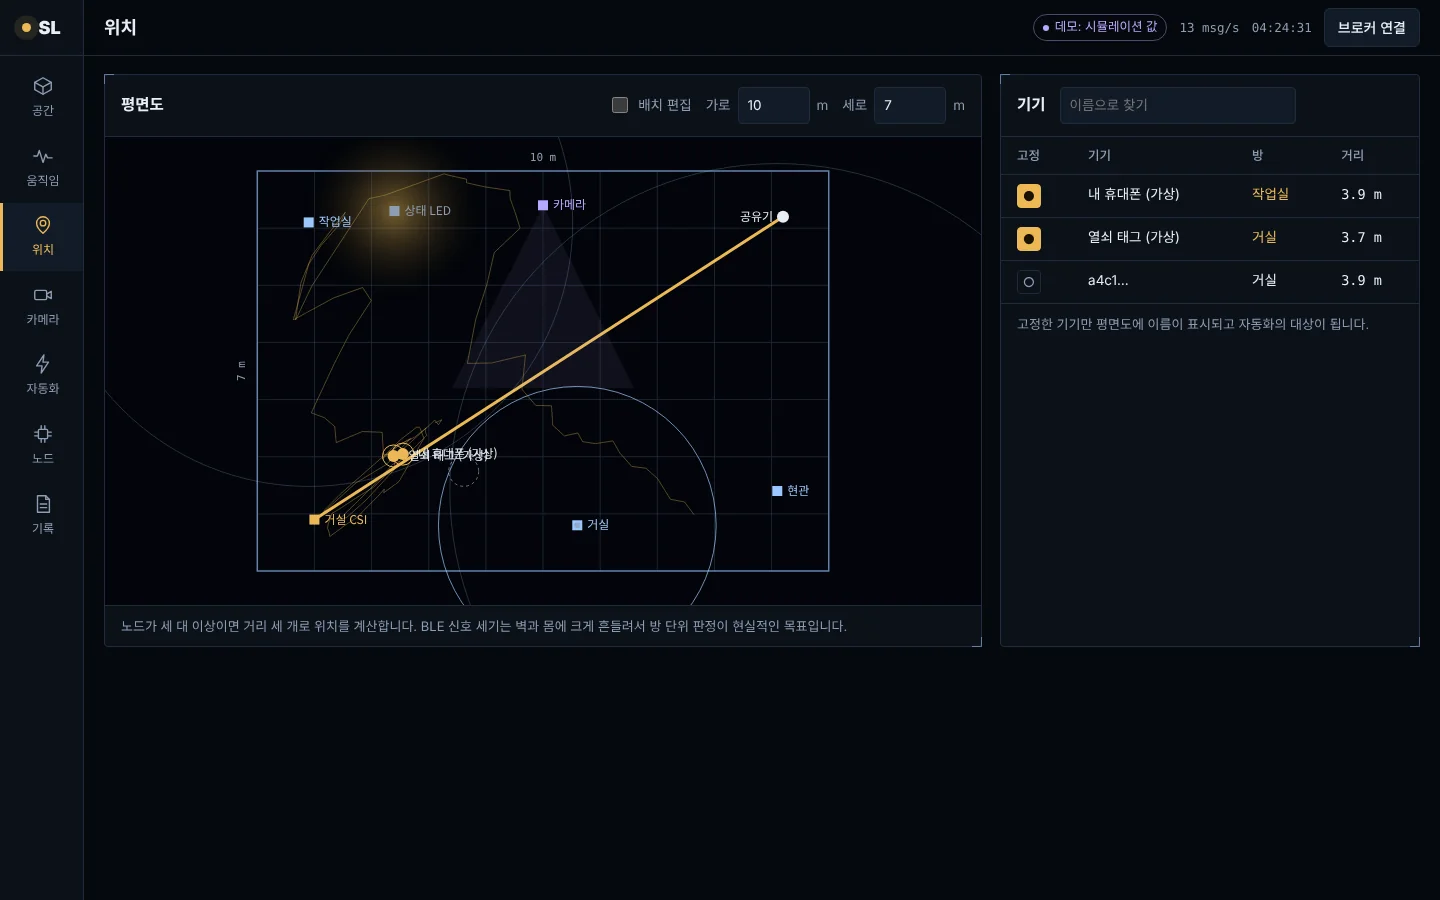 SL
위치
데모: 시뮬레이션 값
13 msg/s
04:24:31
브로커 연결
공간
움직임
위치
카메라
자동화
노드
기록
평면도
배치 편집
가로
10
m
세로
7
m
10 m
7 m
작업실
상태 LED
카메라
공유기
거실 CSI
거실
현관
노드가 세 대 이상이면 거리 세 개로 위치를 계산합니다. BLE 신호 세기는 벽과 몸에 크게 흔들려서 방 단위 판정이 현실적인 목표입니다.
기기
이름으로 찾기
고정 기기 방 거리
내 휴대폰 (가상) 작업실 3.9 m
열쇠 태그 (가상) 거실 3.7 m
a4c1... 거실 3.9 m
고정한 기기만 평면도에 이름이 표시되고 자동화의 대상이 됩니다.